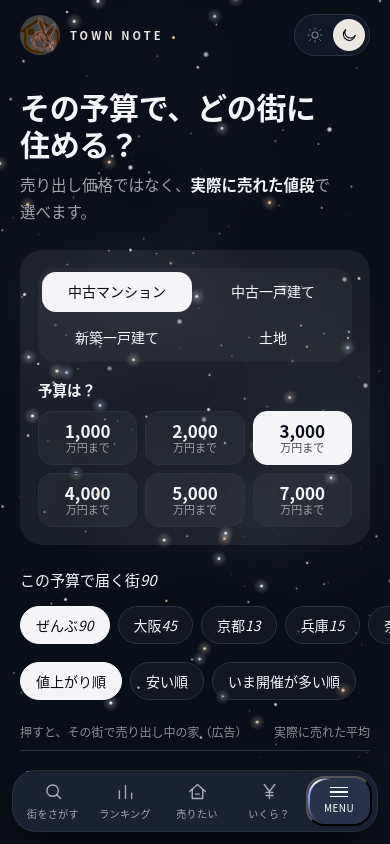 TOWN NOTE
その予算で、どの街に
住める？
売り出し価格ではなく、実際に売れた値段で
選べます。
中古マンション
中古一戸建て
新築一戸建て
土地
予算は？
1,000
万円まで
2,000
万円まで
3,000
万円まで
4,000
万円まで
5,000
万円まで
7,000
万円まで
この予算で届く街90
ぜんぶ90
大阪45
京都13
兵庫15
値上がり順
安い順
いま開催が多い順
押すと、その街で売り出し中の家（広告）
実際に売れた平均
街をさがす
ランキング
売りたい
いくら？
MENU